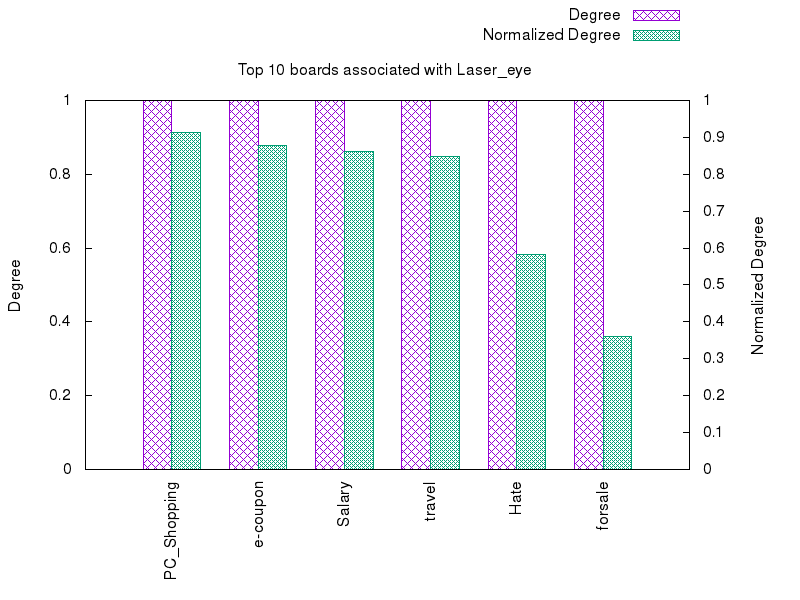 Degree
Normalized Degree
Top 10 boards associated with Laser_eye
1
0.8
0.6
0.4
0.2
0
Degree
1
0.9
0.8
0.7
0.6
0.5
0.4
0.3
0.2
0.1
0
Normalized Degree
PC_Shopping
e-coupon
Salary
travel
Hate
forsale